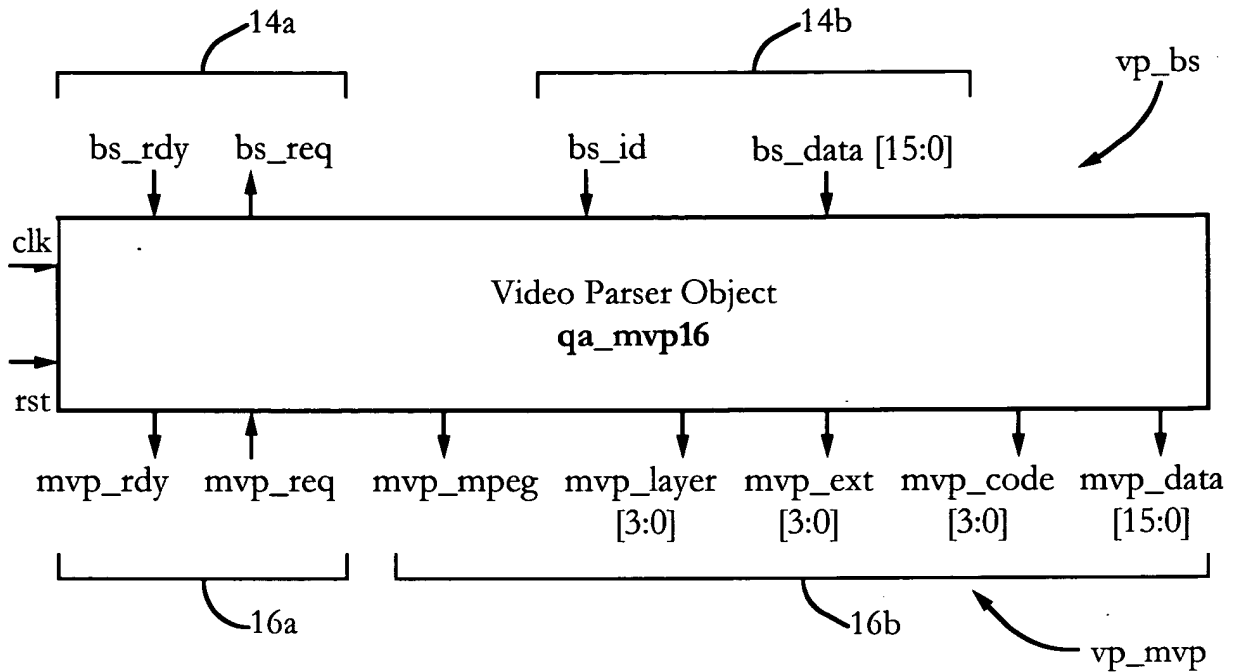 14a
14b
vp_bs
bs_rdy bs_req bs_id bs_data [15:0]
clk
Video Parser Object
qa_mvp16
rst
mvp_rdy mvp_req mvp_mpeg mvp_layer mvp_ext mvp_code mvp_data
[3:0] [3:0] [3:0] [15:0]
16a
16b
vp_mvp